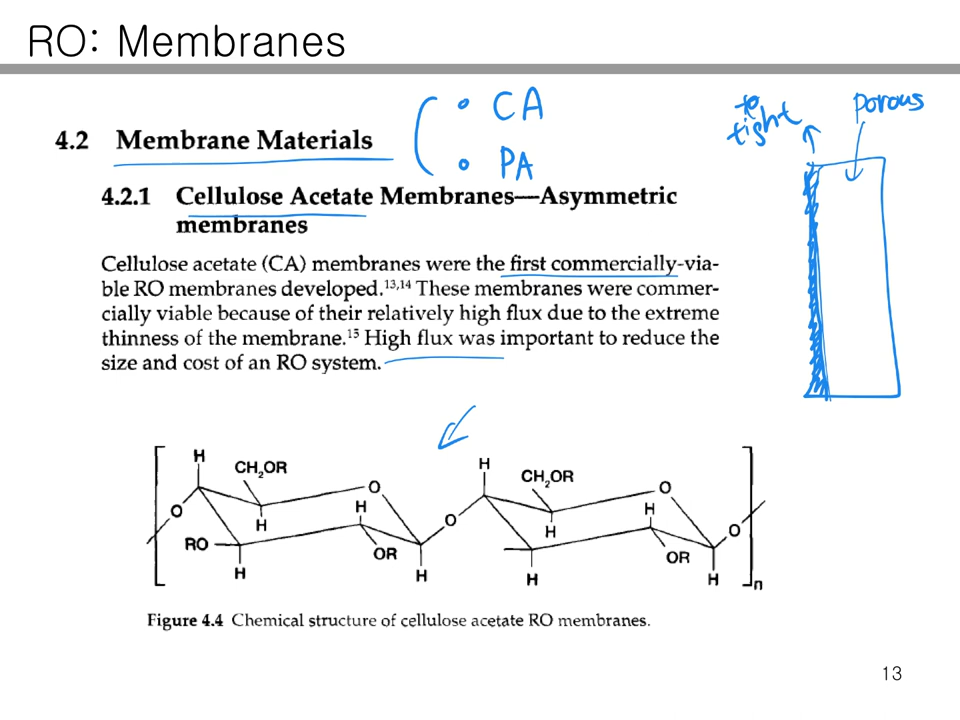 RO: Membranes
4.2 Membrane Materials
• CA
• PA
tight
porous
4.2.1 Cellulose Acetate Membranes—Asymmetric
membranes
Cellulose acetate (CA) membranes were the first commercially-via-
ble RO membranes developed.13,14 These membranes were commer-
cially viable because of their relatively high flux due to the extreme
thinness of the membrane.15 High flux was important to reduce the
size and cost of an RO system.
H
CH2OR
O
H
H
O
RO
H
OR
H
O
H
CH2OR
O
H
H
H
OR
H
O
n
Figure 4.4 Chemical structure of cellulose acetate RO membranes.
13